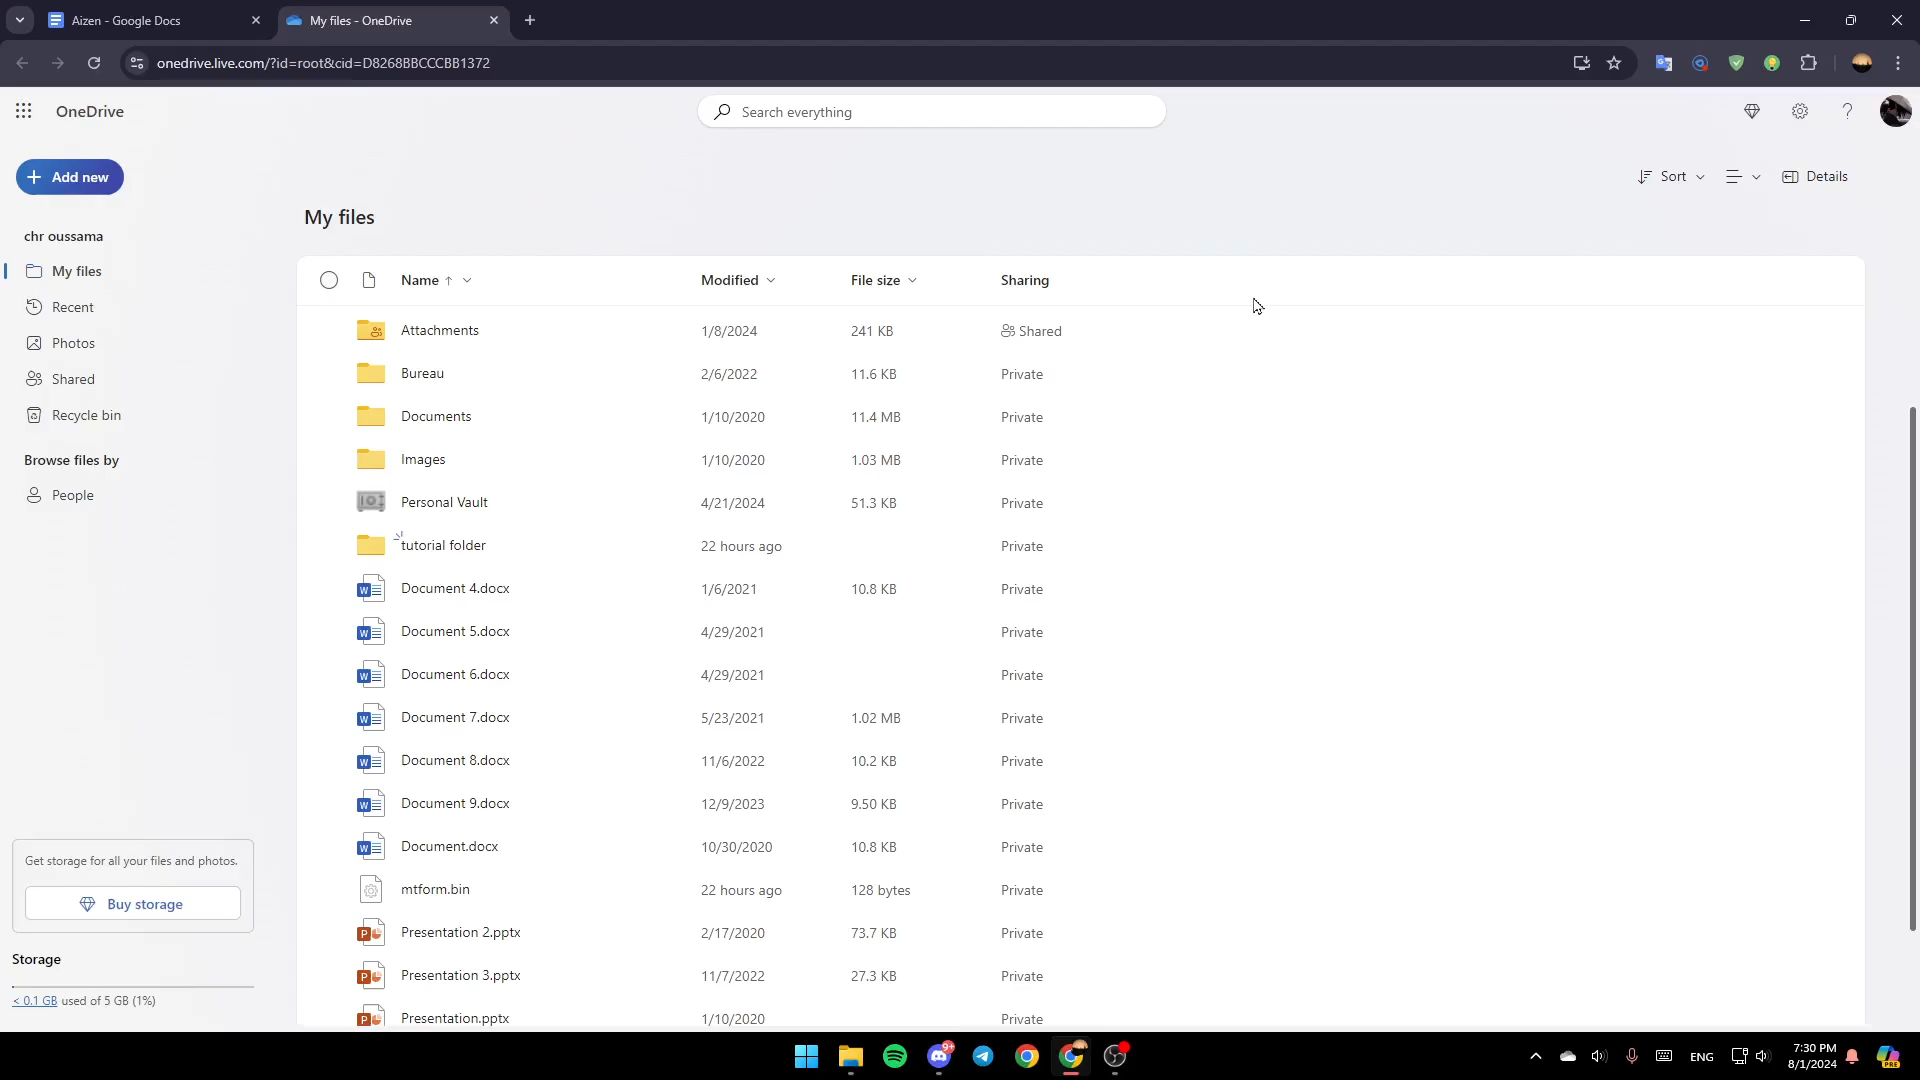 Aizen - Google Docs
My files - OneDrive
onedrive.live.com/?id=root&cid=D8268BBCCCBB1372
OneDrive
Search everything
Add new
Sort
Details
chr oussama
My files
Recent
Photos
Shared
Recycle bin
Browse files by
People
My files
Name Modified File size Sharing
Attachments 1/8/2024 241 KB Shared
Bureau 2/6/2022 11.6 KB Private
Documents 1/10/2020 11.4 MB Private
Images 1/10/2020 1.03 MB Private
Personal Vault 4/21/2024 51.3 KB Private
tutorial folder 22 hours ago Private
Document 4.docx 1/6/2021 10.8 KB Private
Document 5.docx 4/29/2021 Private
Document 6.docx 4/29/2021 Private
Document 7.docx 5/23/2021 1.02 MB Private
Document 8.docx 11/6/2022 10.2 KB Private
Document 9.docx 12/9/2023 9.50 KB Private
Document.docx 10/30/2020 10.8 KB Private
mtform.bin 22 hours ago 128 bytes Private
Presentation 2.pptx 2/17/2020 73.7 KB Private
Presentation 3.pptx 11/7/2022 27.3 KB Private
Presentation.pptx 1/10/2020 Private
Get storage for all your files and photos.
Buy storage
Storage
< 0.1 GB used of 5 GB (1%)
9+
ENG
7:30 PM
8/1/2024
PRE